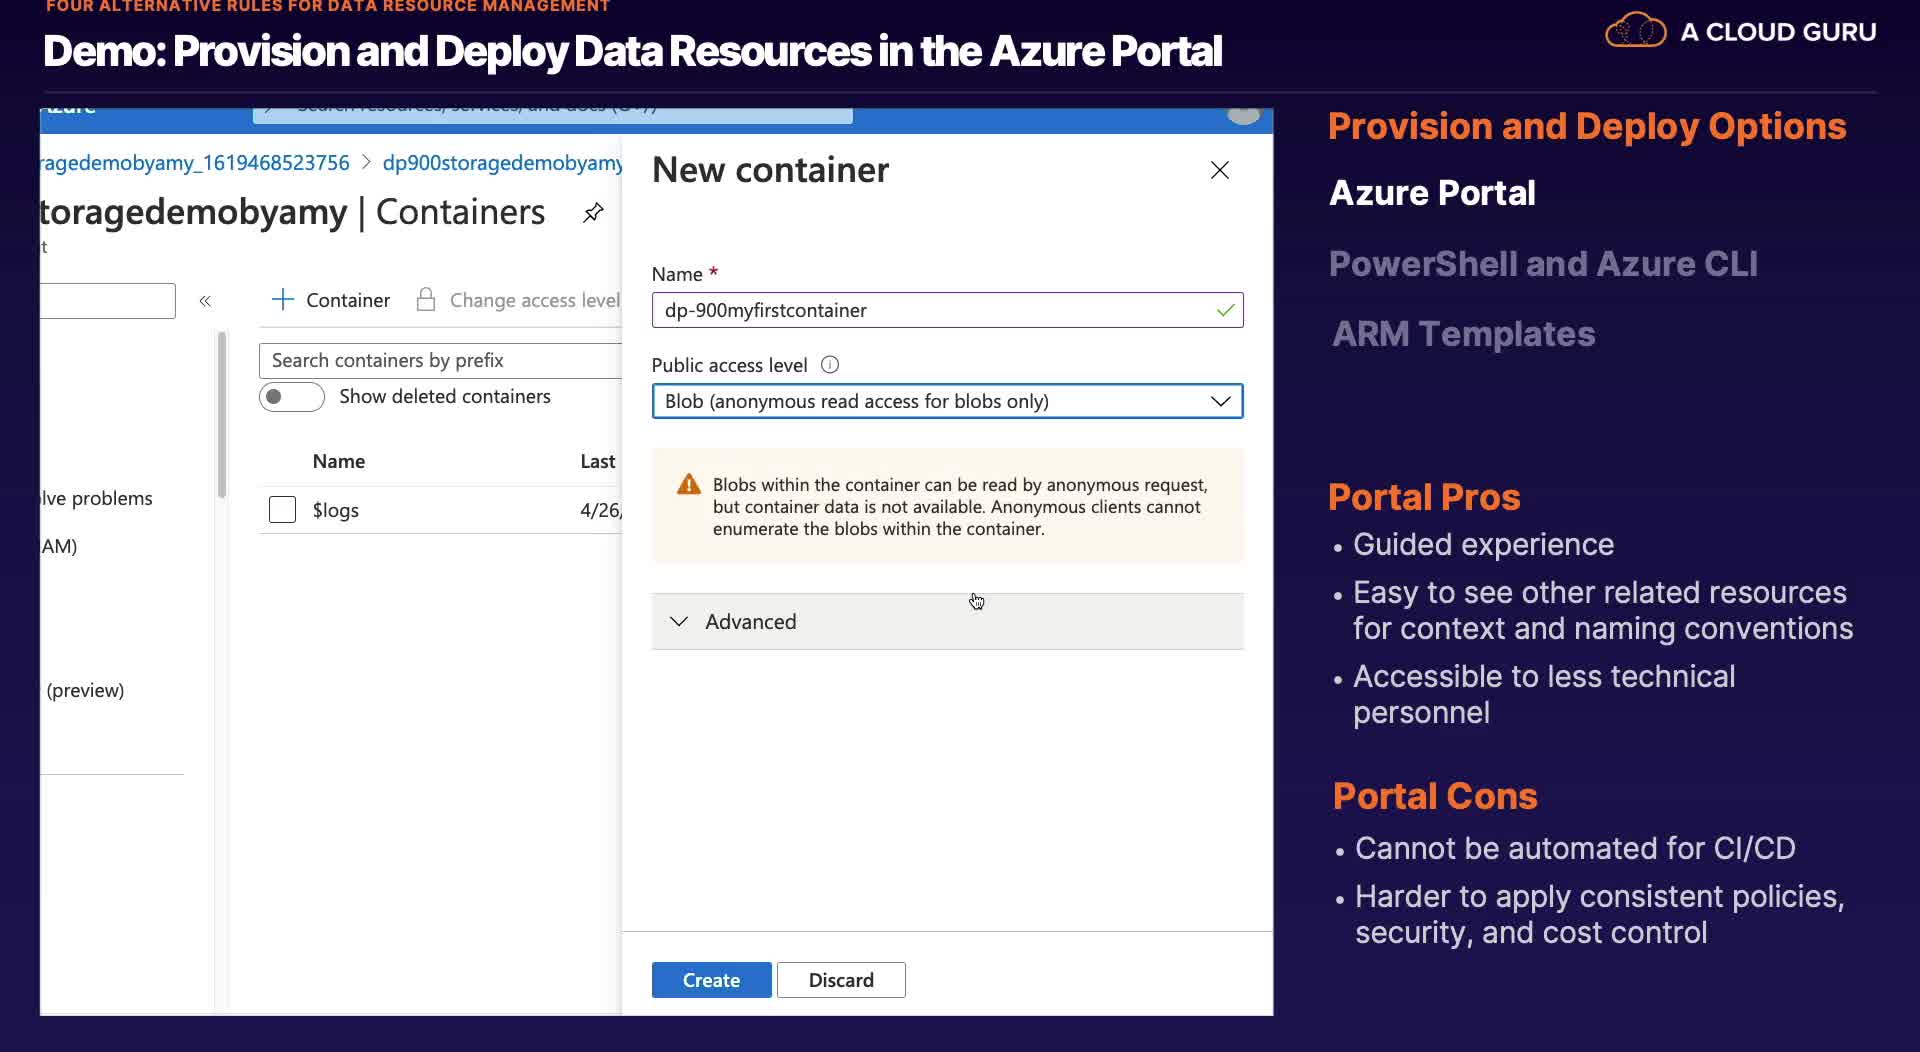 FOUR ALTERNATIVE RULES FOR DATA RESOURCE MANAGEMENT
Demo: Provision and Deploy Data Resources in the Azure Portal
A CLOUD GURU
Azure
Search resources, services, and docs (G+/)
ragedemobyamy_1619468523756 > dp900storagedemobyamy
toragedemobyamy | Containers
t
«
+ Container
Change access level
Search containers by prefix
Show deleted containers
Name
Last
$logs
4/26/
lve problems
AM)
(preview)
New container
Name *
dp-900myfirstcontainer
Public access level
Blob (anonymous read access for blobs only)
Blobs within the container can be read by anonymous request,
but container data is not available. Anonymous clients cannot
enumerate the blobs within the container.
Advanced
Create
Discard
Provision and Deploy Options
Azure Portal
PowerShell and Azure CLI
ARM Templates
Portal Pros
• Guided experience
• Easy to see other related resources
for context and naming conventions
• Accessible to less technical
personnel
Portal Cons
• Cannot be automated for CI/CD
• Harder to apply consistent policies,
security, and cost control